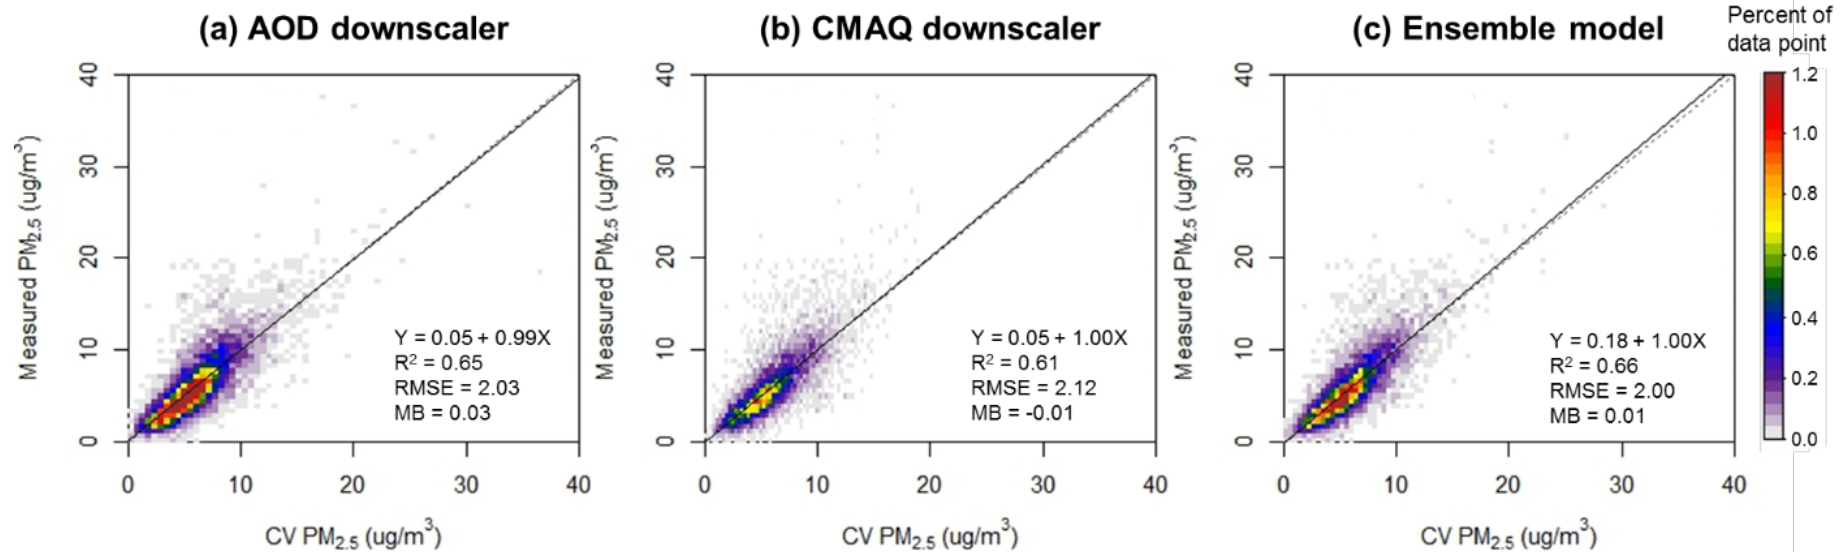 (a) AOD downscaler
Measured PM2.5 (ug/m³)
40
30
20
10
0
Y = 0.05 + 0.99X
R² = 0.65
RMSE = 2.03
MB = 0.03
0 10 20 30 40
CV PM2.5 (ug/m³)
(b) CMAQ downscaler
Measured PM2.5 (ug/m³)
40
30
20
10
0
Y = 0.05 + 1.00X
R² = 0.61
RMSE = 2.12
MB = -0.01
0 10 20 30 40
CV PM2.5 (ug/m³)
(c) Ensemble model
Measured PM2.5 (ug/m³)
40
30
20
10
0
Y = 0.18 + 1.00X
R² = 0.66
RMSE = 2.00
MB = 0.01
0 10 20 30 40
CV PM2.5 (ug/m³)
Percent of
data point
1.2
1.0
0.8
0.6
0.4
0.2
0.0